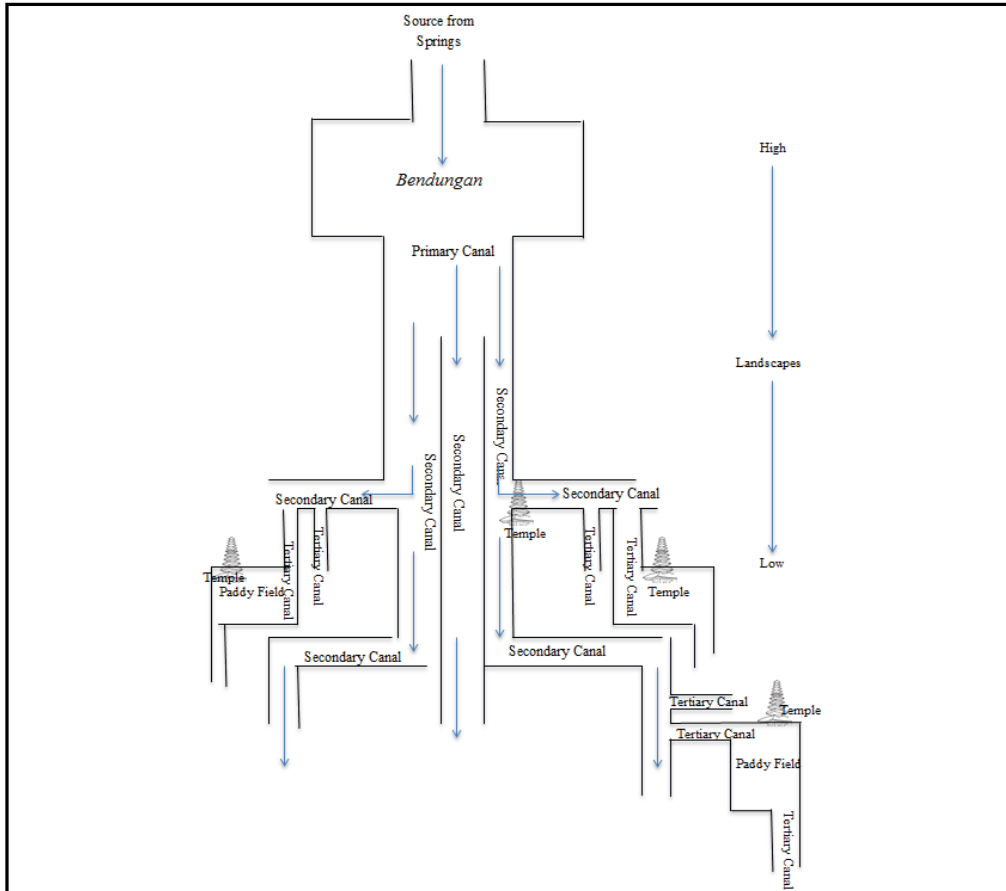 Source from
Springs
High
Bendungan
Primary Canal
Landscapes
Secondary Cana
Secondary Canal
Secondary Canal
Secondary Canal
Secondary Canal
Temple
Tertiary Canal
Tertiary Canal
Tertiary Canal
Tertiary Canal
Low
Temple
Paddy Field
Temple
Secondary Canal
Secondary Canal
Tertiary Canal
Temple
Tertiary Canal
Paddy Field
Tertiary Canal